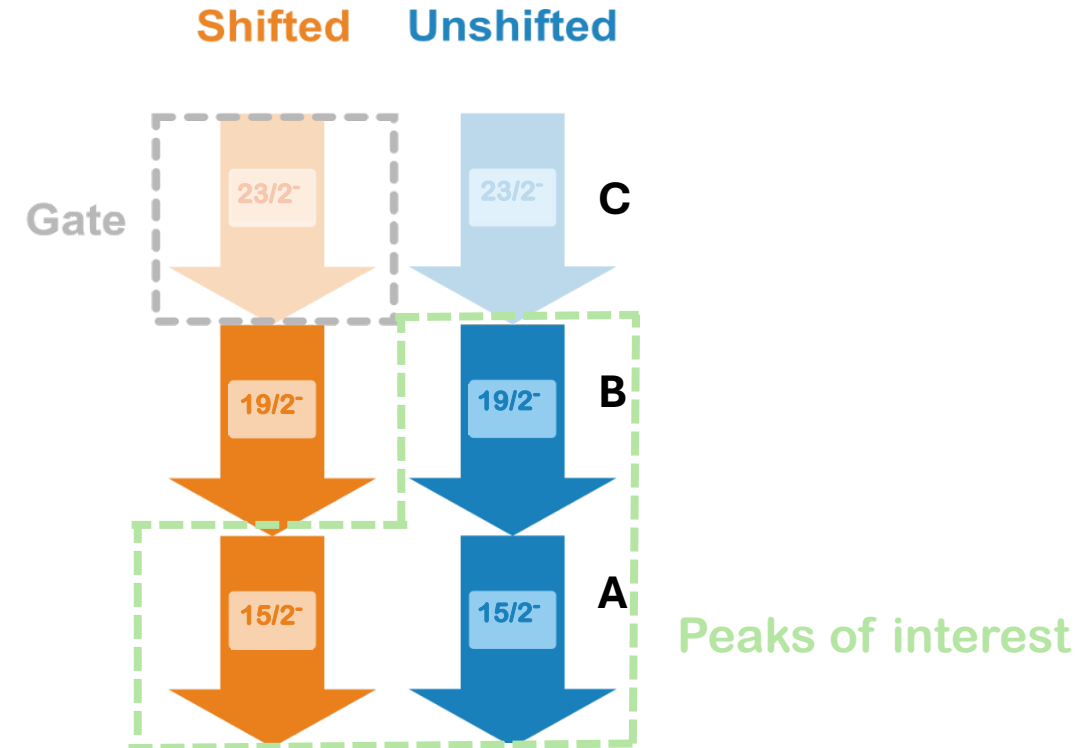 Shifted Unshifted
23/2⁻ 23/2⁻ C
Gate
19/2⁻ 19/2⁻ B
15/2⁻ 15/2⁻ A
Peaks of interest